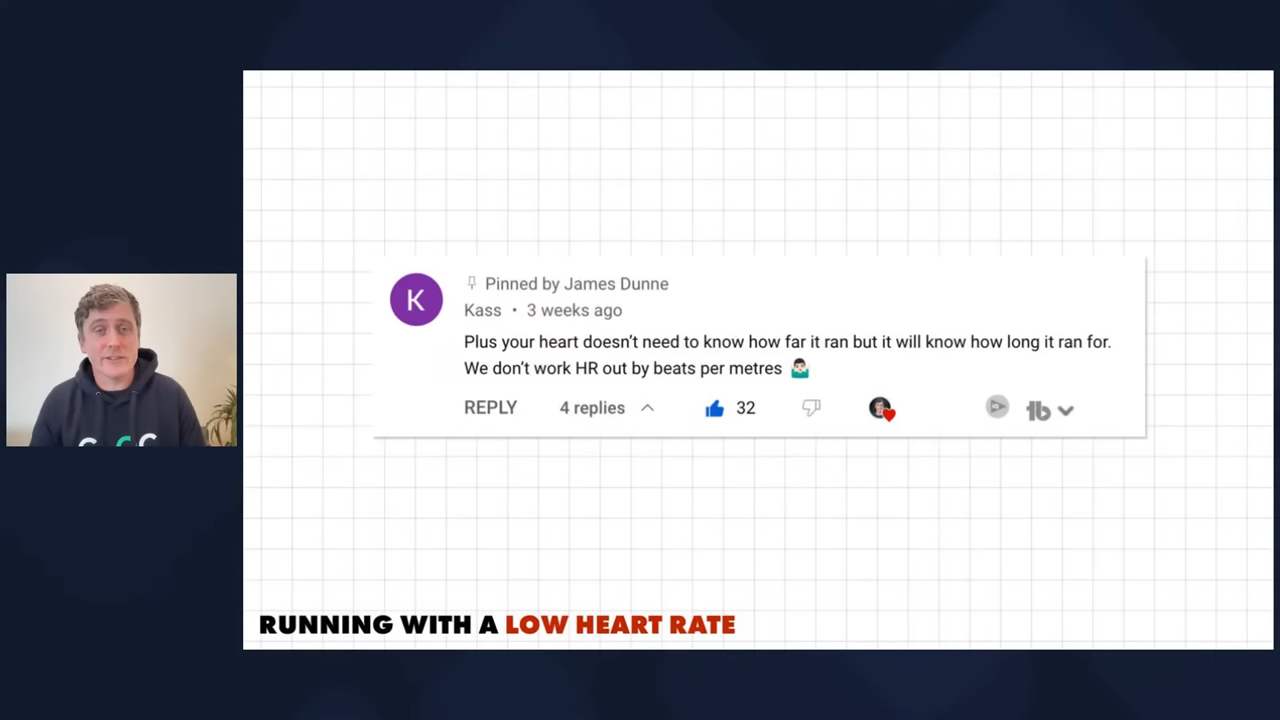 Pinned by James Dunne
Kass • 3 weeks ago
Plus your heart doesn't need to know how far it ran but it will know how long it ran for.
We don't work HR out by beats per metres 🤷🏻‍♂️
REPLY 4 replies 32
K
RUNNING WITH A LOW HEART RATE